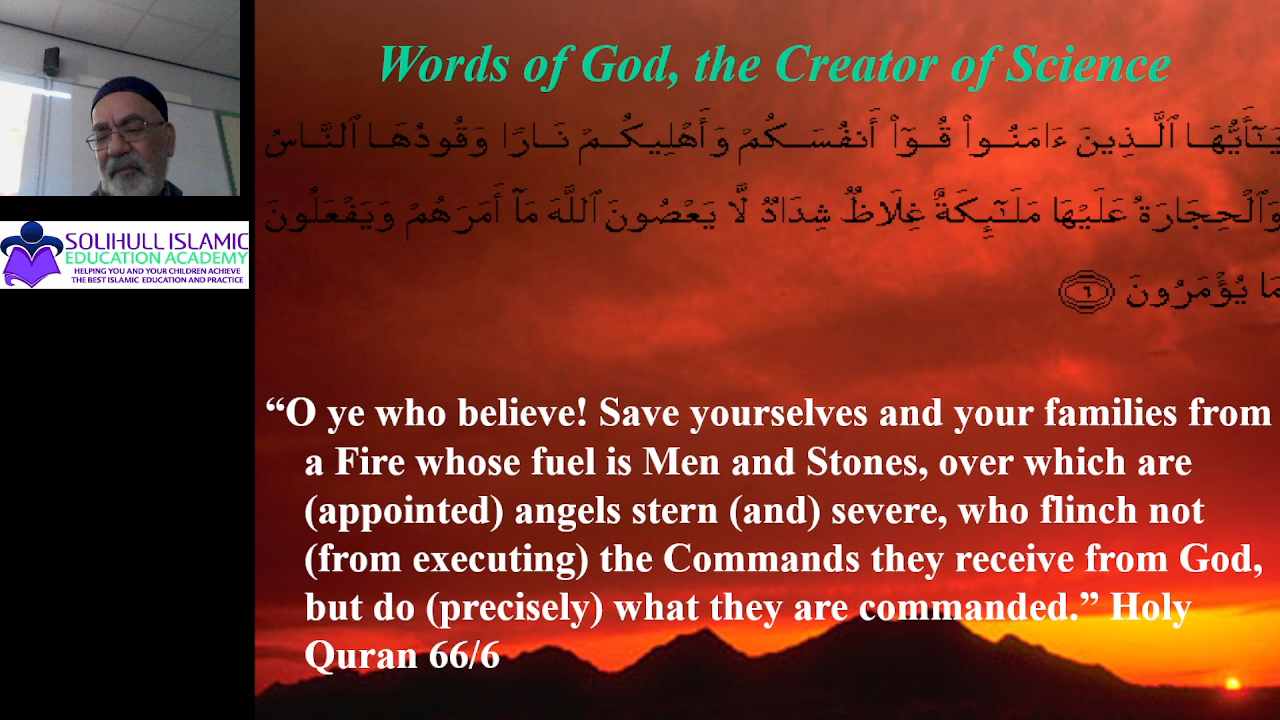 Words of God, the Creator of Science
يَـٰٓأَيُّهَا ٱلَّذِينَ ءَامَنُوا۟ قُوٓا۟ أَنفُسَكُمْ وَأَهْلِيكُمْ نَارًا وَقُودُهَا ٱلنَّاسُ
وَٱلْحِجَارَةُ عَلَيْهَا مَلَـٰٓئِكَةٌ غِلَاظٌ شِدَادٌ لَّا يَعْصُونَ ٱللَّهَ مَآ أَمَرَهُمْ وَيَفْعَلُونَ
مَا يُؤْمَرُونَ ٦
SOLIHULL ISLAMIC
EDUCATION ACADEMY
HELPING YOU AND YOUR CHILDREN ACHIEVE
THE BEST ISLAMIC EDUCATION AND PRACTICE
“O ye who believe! Save yourselves and your families from
a Fire whose fuel is Men and Stones, over which are
(appointed) angels stern (and) severe, who flinch not
(from executing) the Commands they receive from God,
but do (precisely) what they are commanded.” Holy
Quran 66/6